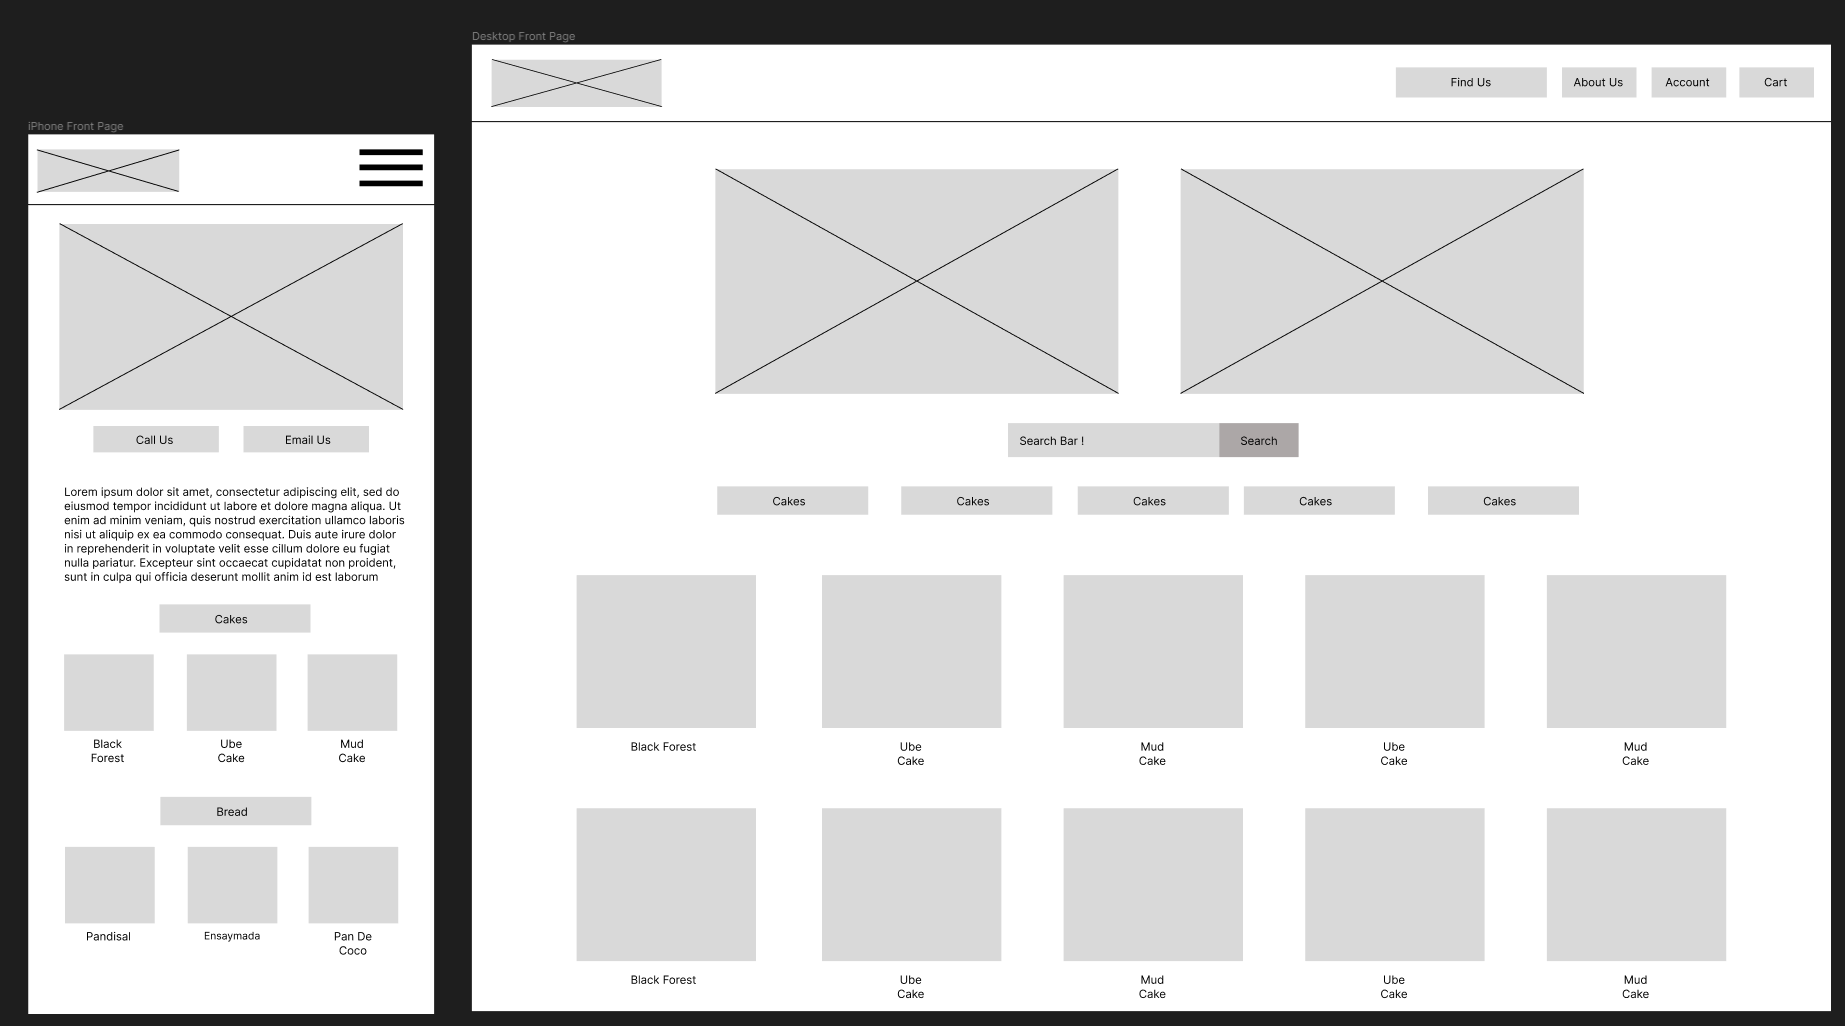 Desktop Front Page
Find Us
About Us
Account
Cart
Search Bar !
Search
Cakes
Cakes
Cakes
Cakes
Cakes
Black Forest
Ube
Cake
Mud
Cake
Ube
Cake
Mud
Cake
Black Forest
Ube
Cake
Mud
Cake
Ube
Cake
Mud
Cake
iPhone Front Page
Call Us
Email Us
Lorem ipsum dolor sit amet, consectetur adipiscing elit, sed do
eiusmod tempor incididunt ut labore et dolore magna aliqua. Ut
enim ad minim veniam, quis nostrud exercitation ullamco laboris
nisi ut aliquip ex ea commodo consequat. Duis aute irure dolor
in reprehenderit in voluptate velit esse cillum dolore eu fugiat
nulla pariatur. Excepteur sint occaecat cupidatat non proident,
sunt in culpa qui officia deserunt mollit anim id est laborum
Cakes
Black
Forest
Ube
Cake
Mud
Cake
Bread
Pandisal
Ensaymada
Pan De
Coco